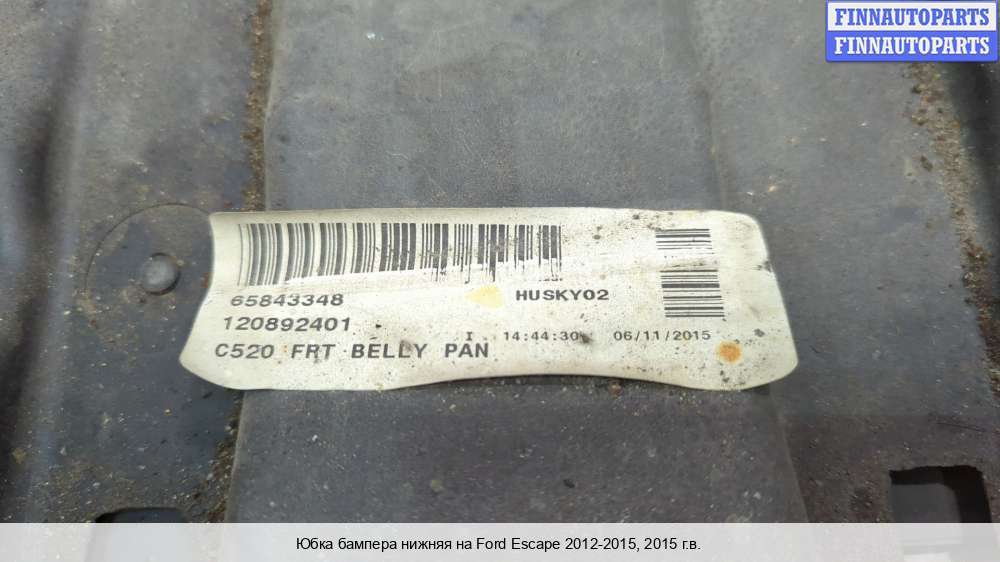 FINNAUTOPARTS
FINNAUTOPARTS
65843348
HUSKY02
120892401
I 14:44:30 06/11/2015
C520 FRT BELLY PAN
Юбка бампера нижняя на Ford Escape 2012-2015, 2015 г.в.